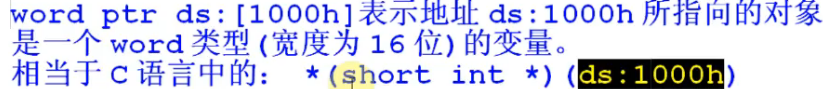 word ptr ds:[1000h]表示地址 ds:1000h 所指向的对象
是一个 word 类型(宽度为 16 位)的变量。
相当于 C 语言中的: *(short int *)(ds:1000h)